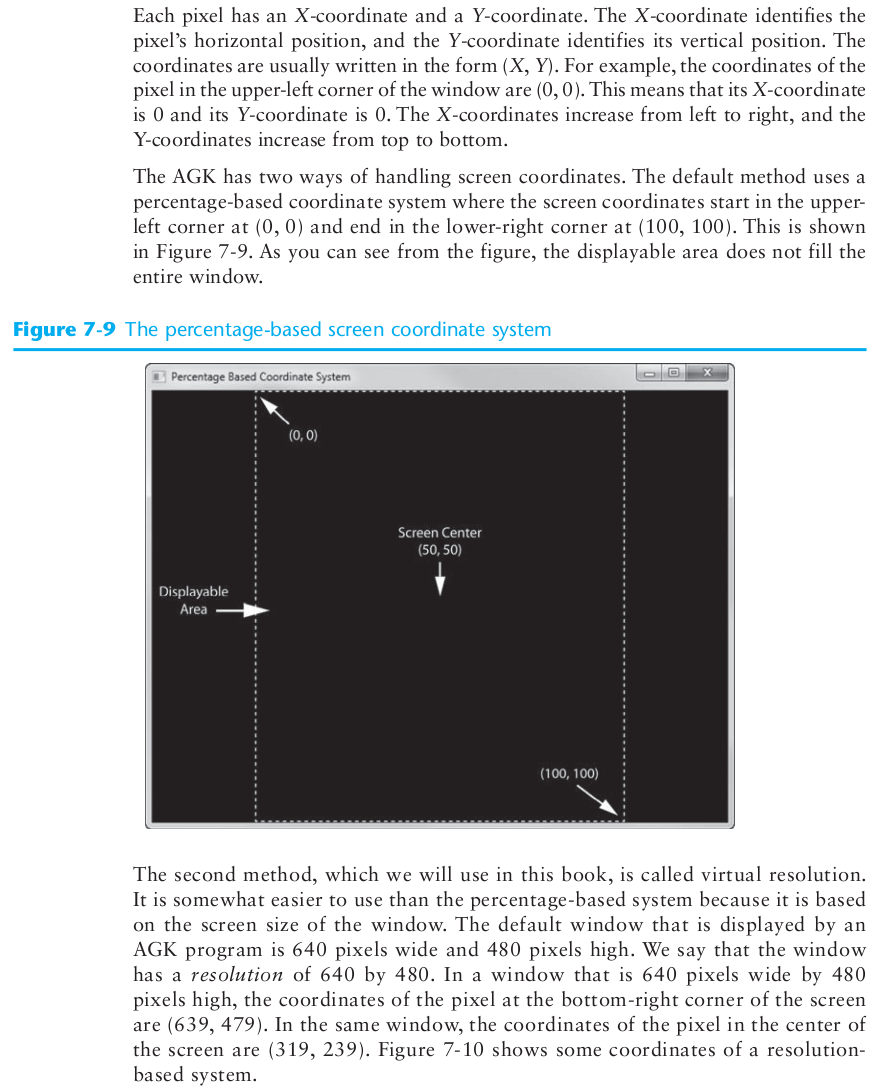 Each pixel has an X-coordinate and a Y-coordinate. The X-coordinate identifies the
pixel's horizontal position, and the Y-coordinate identifies its vertical position. The
coordinates are usually written in the form (X, Y). For example, the coordinates of the
pixel in the upper-left corner of the window are (0, 0). This means that its X-coordinate
is 0 and its Y-coordinate is 0. The X-coordinates increase from left to right, and the
Y-coordinates increase from top to bottom.
The AGK has two ways of handling screen coordinates. The default method uses a
percentage-based coordinate system where the screen coordinates start in the upper-
left corner at (0, 0) and end in the lower-right corner at (100, 100). This is shown
in Figure 7-9. As you can see from the figure, the displayable area does not fill the
entire window.
Figure 7-9 The percentage-based screen coordinate system
Percentage Based Coordinate System
(0, 0)
Screen Center
(50, 50)
Displayable
Area
(100, 100)
The second method, which we will use in this book, is called virtual resolution.
It is somewhat easier to use than the percentage-based system because it is based
on the screen size of the window. The default window that is displayed by an
AGK program is 640 pixels wide and 480 pixels high. We say that the window
has a resolution of 640 by 480. In a window that is 640 pixels wide by 480
pixels high, the coordinates of the pixel at the bottom-right corner of the screen
are (639, 479). In the same window, the coordinates of the pixel in the center of
the screen are (319, 239). Figure 7-10 shows some coordinates of a resolution-
based system.